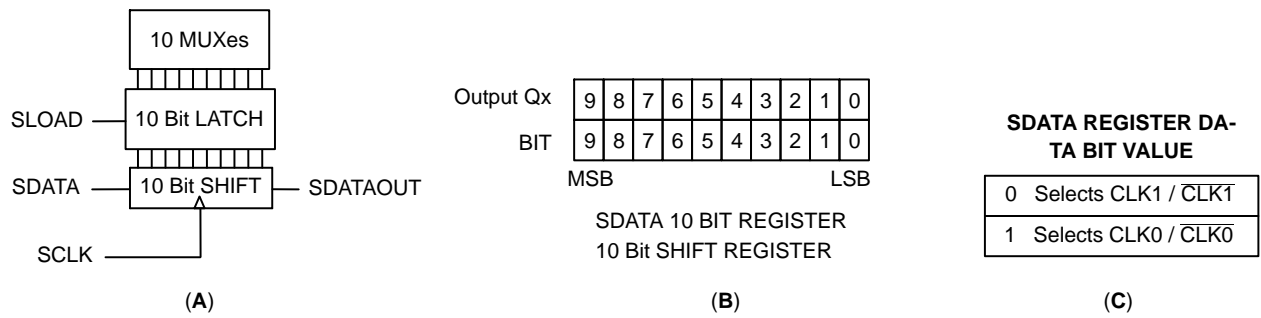 10 MUXes
SLOAD
10 Bit LATCH
SDATA
10 Bit SHIFT
SDATAOUT
SCLK
(A)
Output Qx 9 8 7 6 5 4 3 2 1 0
BIT 9 8 7 6 5 4 3 2 1 0
MSB LSB
SDATA 10 BIT REGISTER
10 Bit SHIFT REGISTER
(B)
SDATA REGISTER DA-
TA BIT VALUE
0 Selects CLK1 / CLK1
1 Selects CLK0 / CLK0
(C)